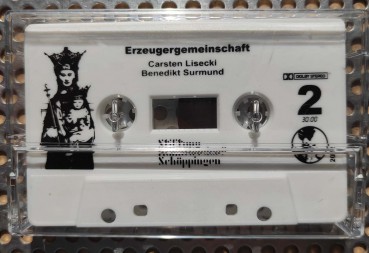 Erzeugergemeinschaft
Carsten Lisecki
Benedikt Surmund
DOLBY STEREO
2
30:00
Schöppingen